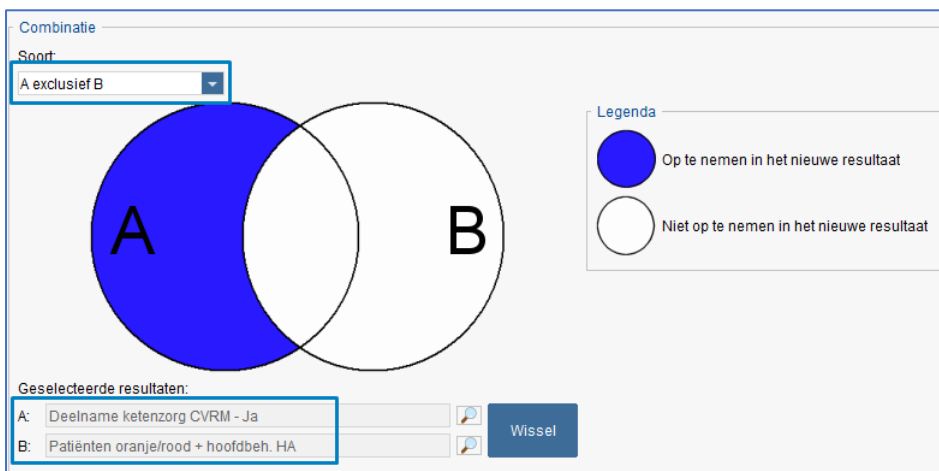 Combinatie
Soort:
A exclusief B
Legenda
Op te nemen in het nieuwe resultaat
A
B
Niet op te nemen in het nieuwe resultaat
Geselecteerde resultaten:
A: Deelname ketenzorg CVRM - Ja
B: Patiënten oranje/rood + hoofdbeh. HA
Wissel